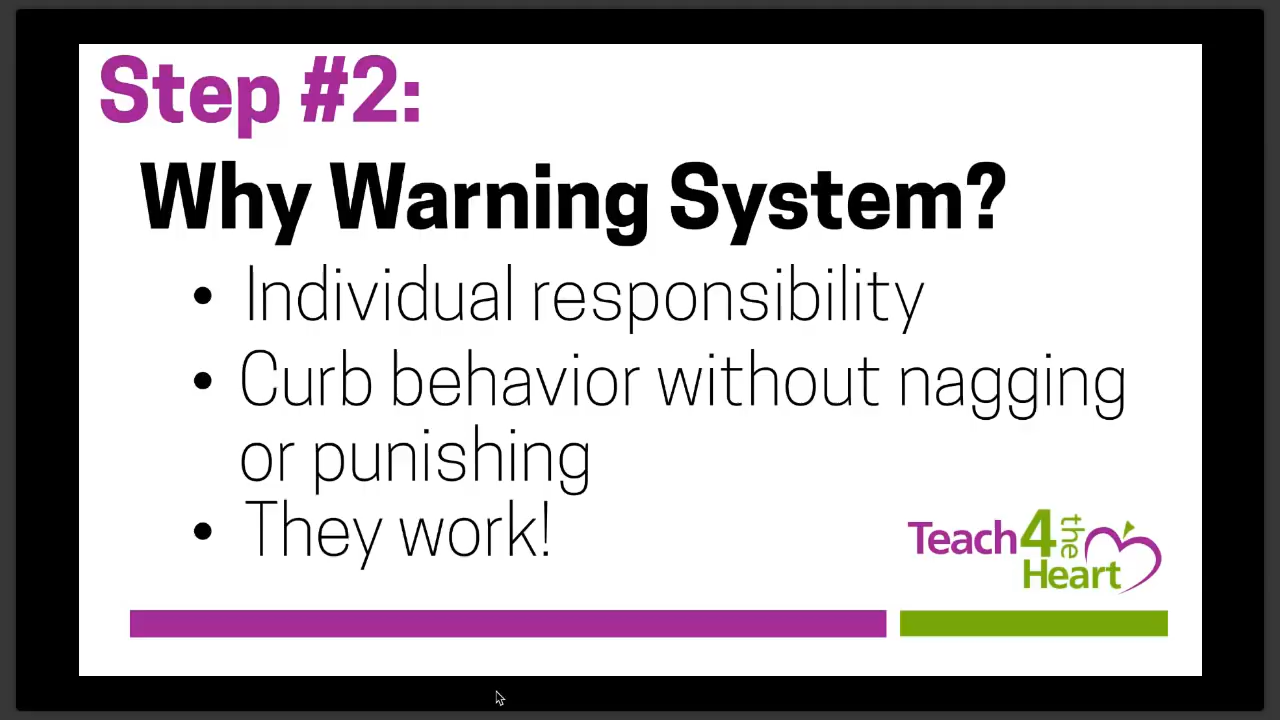 Step #2:
Why Warning System?
• Individual responsibility
• Curb behavior without nagging
or punishing
• They work!
Teach4the
Heart